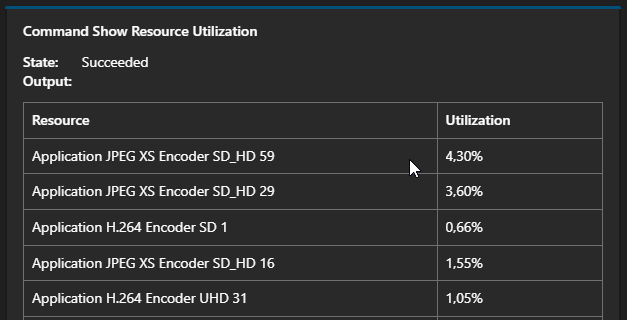 Command Show Resource Utilization
State: Succeeded
Output:
Resource Utilization
Application JPEG XS Encoder SD_HD 59 4,30%
Application JPEG XS Encoder SD_HD 29 3,60%
Application H.264 Encoder SD 1 0,66%
Application JPEG XS Encoder SD_HD 16 1,55%
Application H.264 Encoder UHD 31 1,05%